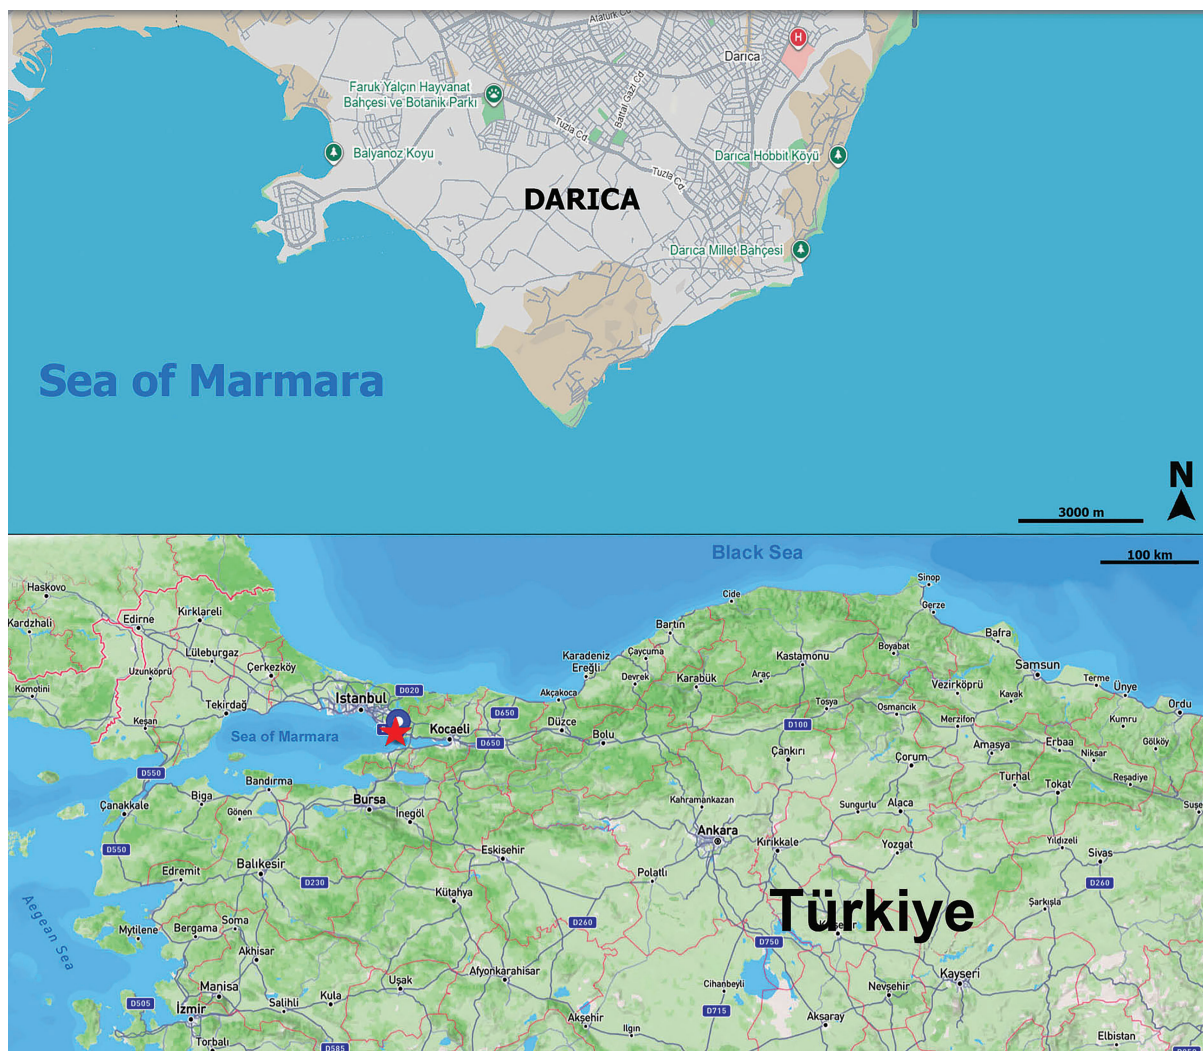 Atatürk Cd
Darıca
H
Faruk Yalçın Hayvanat
Bahçesi ve Botanik Parkı
Battal Gazi Cd.
Tuzla Cd.
Balyanoz Koyu
Darıca Hobbit Köyü
Tuzla Cd.
DARICA
Darıca Millet Bahçesi
Sea of Marmara
N
3000 m
Black Sea
100 km
Haskovo
Sinop
Cide
Kırklareli
Gerze
Kardzhali
Edirne
Bartın
Bafra
Lüleburgaz
Çaycuma
Boyabat
Karadeniz
Ereğli
Kastamonu
Uzunköprü
Çerkezköy
Samsun
Devrek
Karabük
Araç
Terme
Komotini
D020
Akçakoca
Vezirköprü
Kavak
Ünye
Istanbul
Tosya
Tekirdağ
Osmancık
Ordu
D650
Keşan
Düzce
D100
Merzifon
Kumru
Kocaeli
Sea of Marmara
Bolu
D650
Amasya
Erbaa
Gölköy
Çankırı
Niksar
Çorum
D550
Bandırma
Turhal
Tokat
Reşadiye
Biga
Bursa
Kahramankazan
Çanakkale
Gönen
İnegöl
Sungurlu
Alaca
Suşe
Ankara
Kırıkkale
Yozgat
Yıldızeli
D550
Eskişehir
Sivas
Balıkesir
Edremit
D230
Polatlı
D260
Kütahya
Türkiye
Şarkışla
Aegean Sea
Soma
D260
Mytilene
Bergama
D750
Akhisar
Afyonkarahisar
Kayseri
Uşak
Cihanbeyli
Nevşehir
Manisa
Kula
D505
Salihli
İzmir
D715
Akşehir
Aksaray
Ilgın
Elbistan
Torbalı
D585